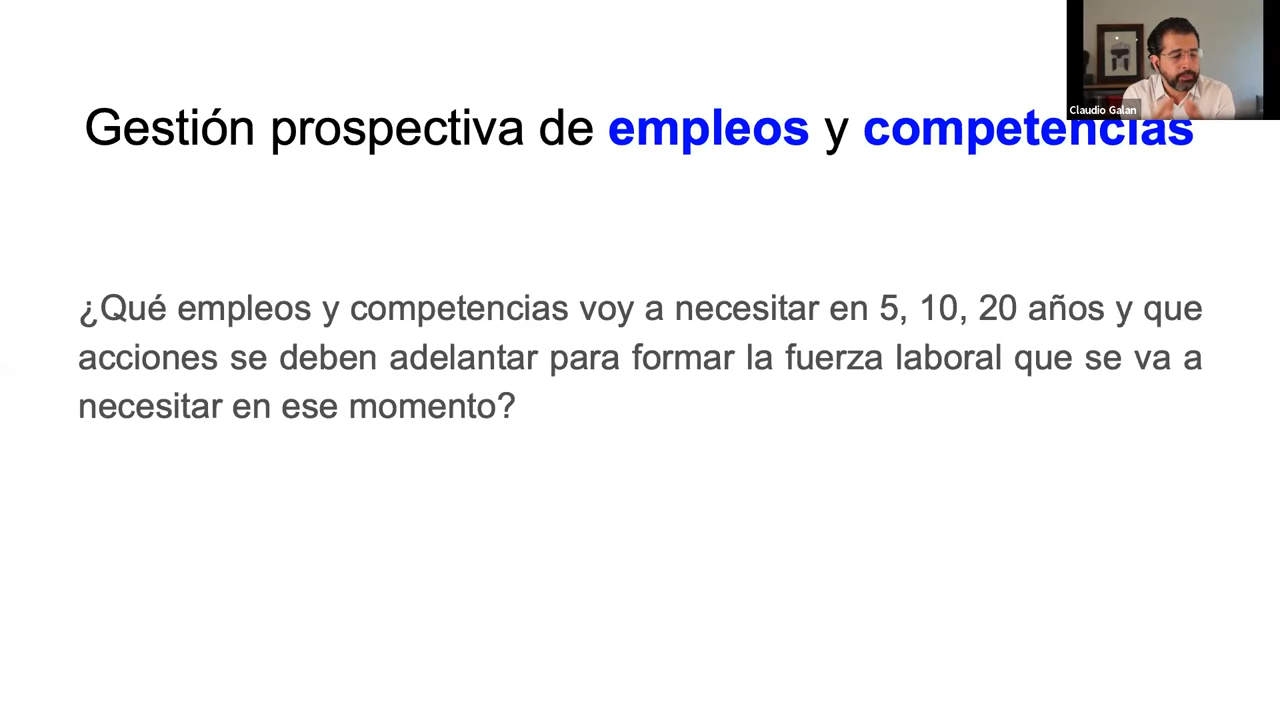 Claudio Galan
Gestión prospectiva de empleos y competencias
¿Qué empleos y competencias voy a necesitar en 5, 10, 20 años y que
acciones se deben adelantar para formar la fuerza laboral que se va a
necesitar en ese momento?